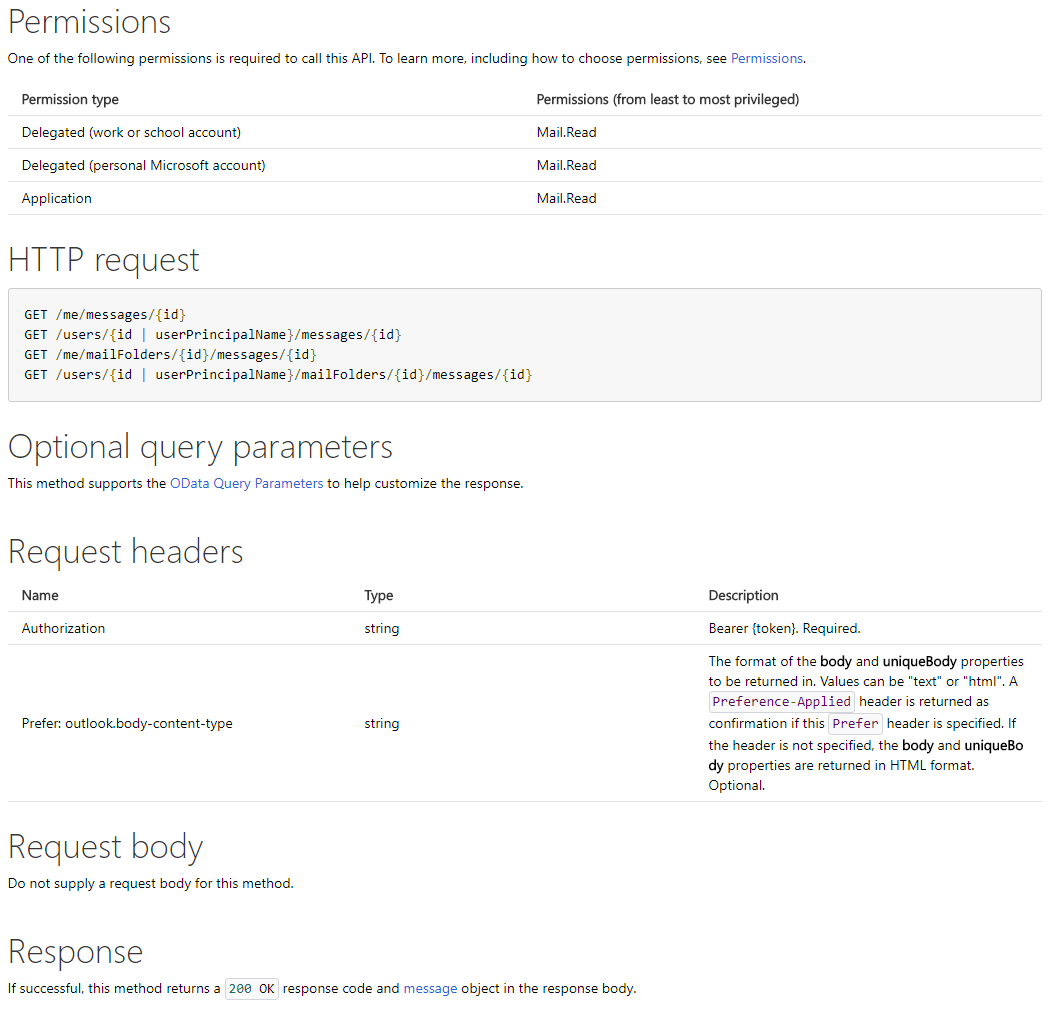 Permissions
One of the following permissions is required to call this API. To learn more, including how to choose permissions, see Permissions.
Permission type Permissions (from least to most privileged)
Delegated (work or school account) Mail.Read
Delegated (personal Microsoft account) Mail.Read
Application Mail.Read
HTTP request
GET /me/messages/{id}
GET /users/{id | userPrincipalName}/messages/{id}
GET /me/mailFolders/{id}/messages/{id}
GET /users/{id | userPrincipalName}/mailFolders/{id}/messages/{id}
Optional query parameters
This method supports the OData Query Parameters to help customize the response.
Request headers
Name Type Description
Authorization string Bearer {token}. Required.
Prefer: outlook.body-content-type string
The format of the body and uniqueBody properties
to be returned in. Values can be "text" or "html". A
Preference-Applied header is returned as
confirmation if this Prefer header is specified. If
the header is not specified, the body and uniqueBo
dy properties are returned in HTML format.
Optional.
Request body
Do not supply a request body for this method.
Response
If successful, this method returns a 200 OK response code and message object in the response body.